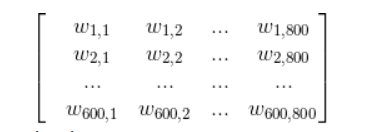 w1,1 w1,2 ... w1,800
w2,1 w2,2 ... w2,800
... ... ... ...
w600,1 w600,2 ... w600,800